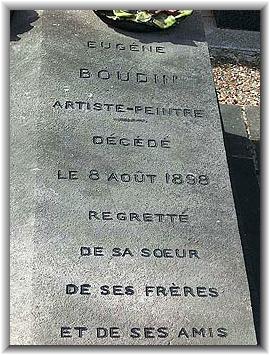 EUGÈNE
BOUDIN
ARTISTE-PEINTRE
DÉCÉDÉ
LE 8 AOÛT 1898
REGRETTÉ
DE SA SOEUR
DE SES FRÈRES
ET DE SES AMIS